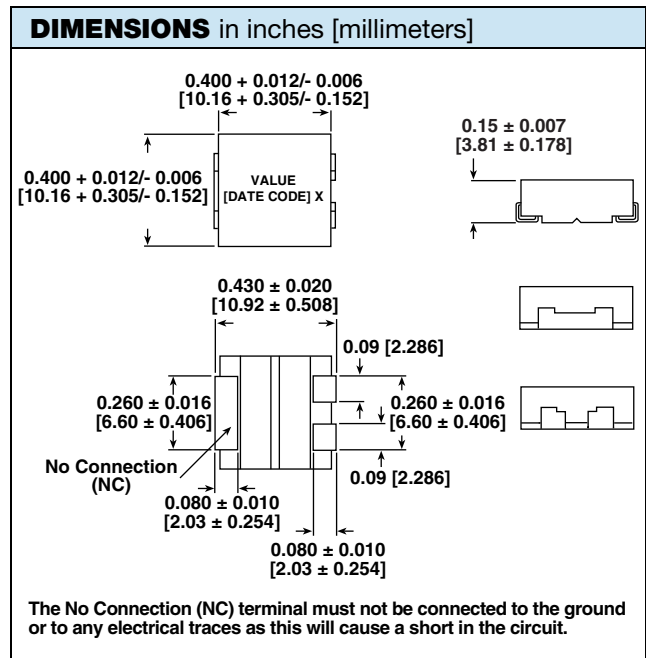 DIMENSIONS in inches [millimeters]
0.400 + 0.012/- 0.006
[10.16 + 0.305/- 0.152]
0.15 ± 0.007
[3.81 ± 0.178]
0.400 + 0.012/- 0.006
[10.16 + 0.305/- 0.152]
VALUE
[DATE CODE] X
0.430 ± 0.020
[10.92 ± 0.508]
0.09 [2.286]
0.260 ± 0.016
[6.60 ± 0.406]
0.260 ± 0.016
[6.60 ± 0.406]
No Connection
(NC)
0.09 [2.286]
0.080 ± 0.010
[2.03 ± 0.254]
0.080 ± 0.010
[2.03 ± 0.254]
The No Connection (NC) terminal must not be connected to the ground
or to any electrical traces as this will cause a short in the circuit.